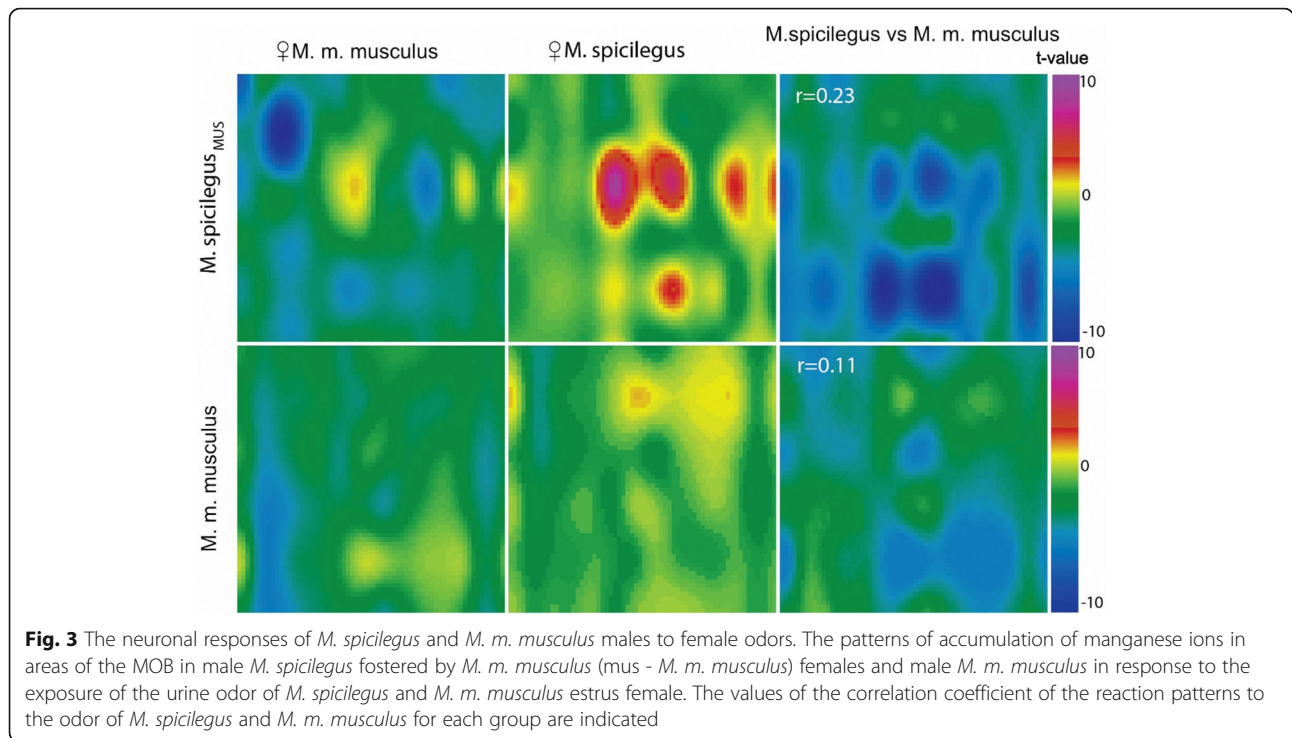 ♀M. m. musculus
♀M. spicilegus
M.spicilegus vs M. m. musculus
t-value
M. spicilegus MUS
r=0.23
10
0
-10
M. m. musculus
r=0.11
10
0
-10
Fig. 3 The neuronal responses of M. spicilegus and M. m. musculus males to female odors. The patterns of accumulation of manganese ions in
areas of the MOB in male M. spicilegus fostered by M. m. musculus (mus - M. m. musculus) females and male M. m. musculus in response to the
exposure of the urine odor of M. spicilegus and M. m. musculus estrus female. The values of the correlation coefficient of the reaction patterns to
the odor of M. spicilegus and M. m. musculus for each group are indicated